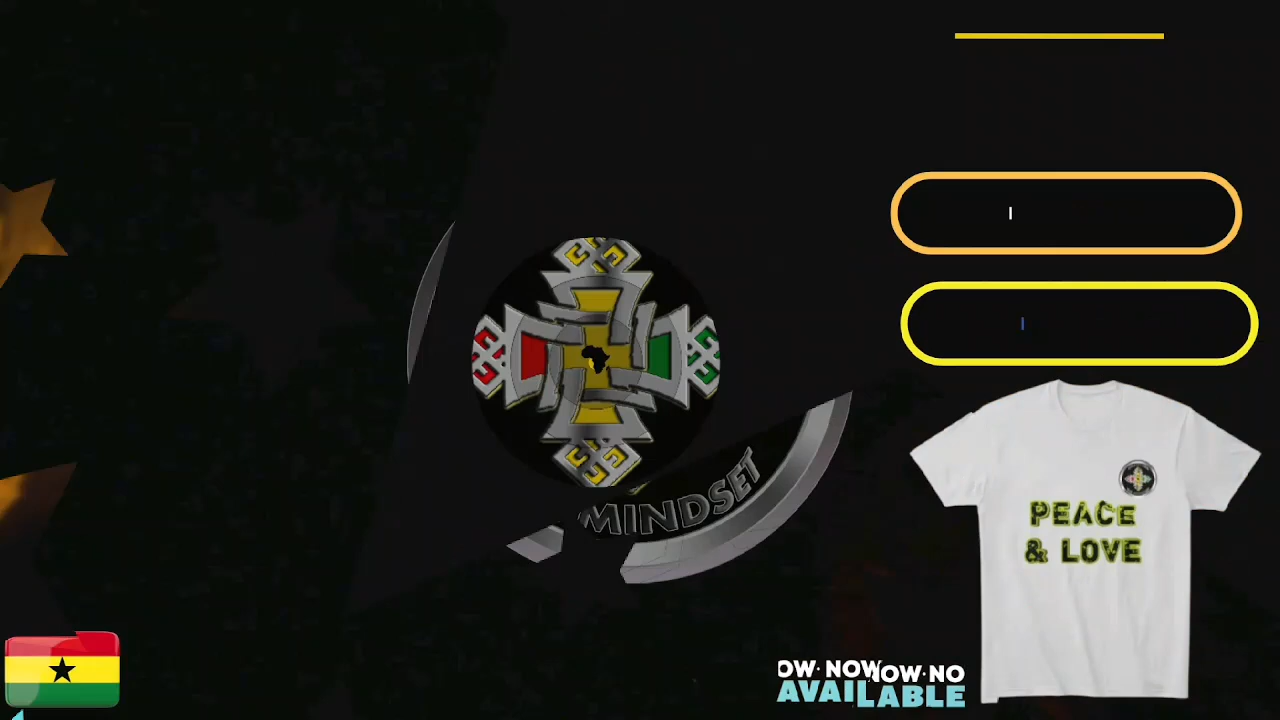 MINDSET
PEACE
& LOVE
OW·NOW NOW·NO
AVAILABLE